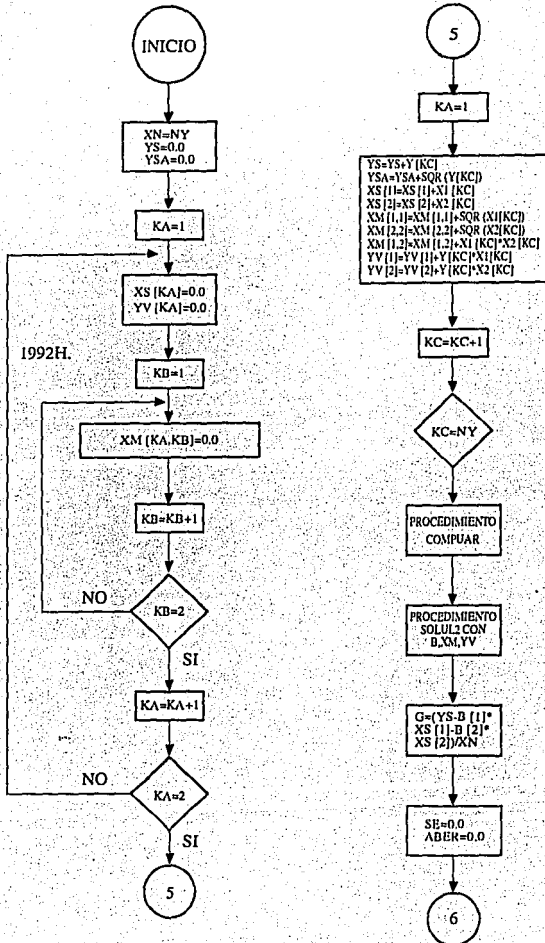 INICIO
XN=NY
YS=0.0
YSA=0.0
KA=1
XS [KA]=0.0
YV [KA]=0.0
1992H.
KB=1
XM [KA,KB]=0.0
KB=KB+1
NO
KB=2
SI
KA=KA+1
NO
KA=2
SI
5
5
KA=1
YS=YS+Y [KC]
YSA=YSA+SQR (Y[KC])
XS [1]=XS [1]+X1 [KC]
XS [2]=XS [2]+X2 [KC]
XM [1,1]=XM [1,1]+SQR (X1[KC])
XM [2,2]=XM [2,2]+SQR (X2[KC])
XM [1,2]=XM [1,2]+X1 [KC]*X2 [KC]
YV [1]=YV [1]+Y[KC]*X1[KC]
YV [2]=YV [2]+Y[KC]*X2 [KC]
KC=KC+1
KC=NY
PROCEDIMIENTO
COMPUAR
PROCEDIMIENTO
SOLUL2 CON
B,XM,YV
G=(YS-B [1]*
XS [1]-B [2]*
XS [2])/XN
SE=0.0
ABER=0.0
6